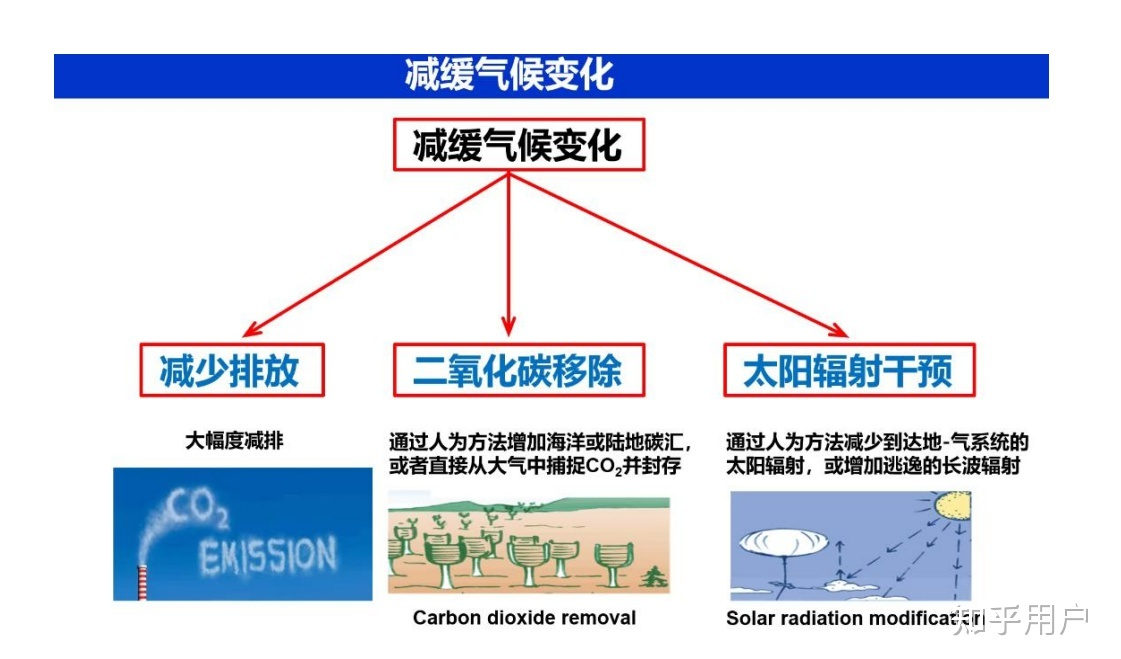 减缓气候变化
减缓气候变化
减少排放
二氧化碳移除
太阳辐射干预
大幅度减排
通过人为方法增加海洋或陆地碳汇，
或者直接从大气中捕捉CO₂并封存
通过人为方法减少到达地-气系统的
太阳辐射，或增加逃逸的长波辐射
CO₂
EMISSION
Carbon dioxide removal
Solar radiation modification
知乎用户